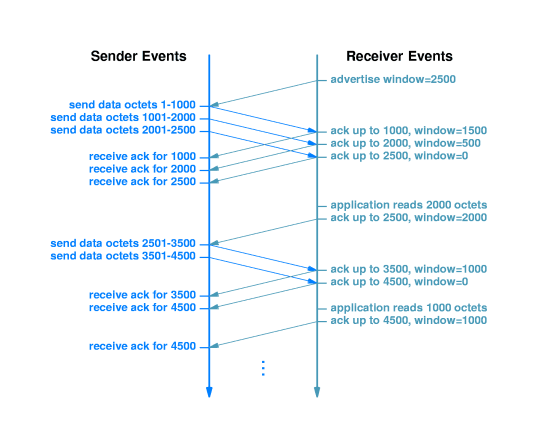 Sender Events
Receiver Events
advertise window=2500
send data octets 1-1000
send data octets 1001-2000
send data octets 2001-2500
ack up to 1000, window=1500
ack up to 2000, window=500
ack up to 2500, window=0
receive ack for 1000
receive ack for 2000
receive ack for 2500
application reads 2000 octets
ack up to 2500, window=2000
send data octets 2501-3500
send data octets 3501-4500
ack up to 3500, window=1000
ack up to 4500, window=0
receive ack for 3500
receive ack for 4500
application reads 1000 octets
ack up to 4500, window=1000
receive ack for 4500